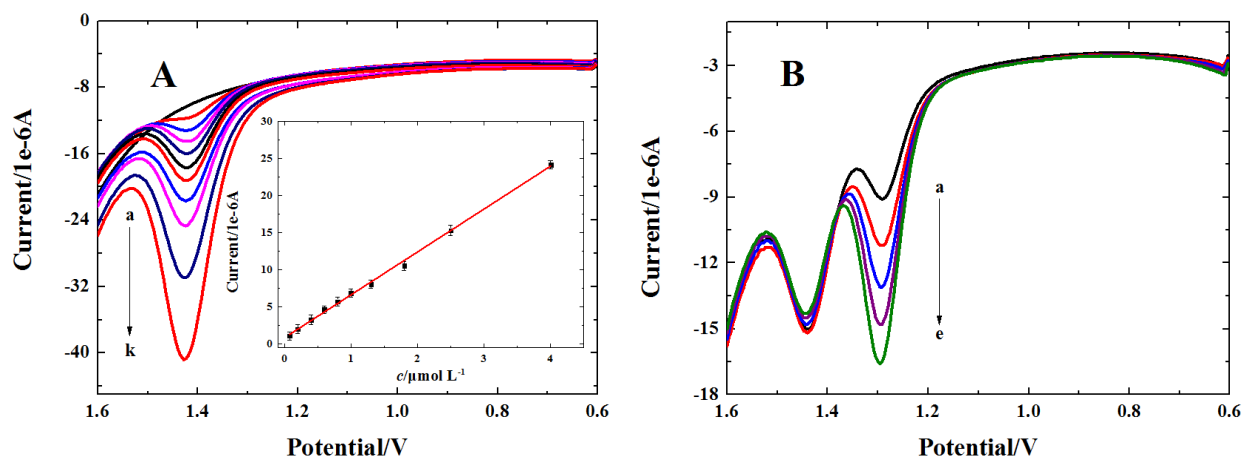 A
Current/1e-6A
0
-8
-16
-24
-32
-40
a
k
1.6 1.4 1.2 1.0 0.8 0.6
Potential/V
Current/1e-6A
30
25
20
15
10
5
0
0 1 2 3 4
c/μmol L⁻¹
B
Current/1e-6A
-3
-6
-9
-12
-15
-18
a
e
1.6 1.4 1.2 1.0 0.8 0.6
Potential/V